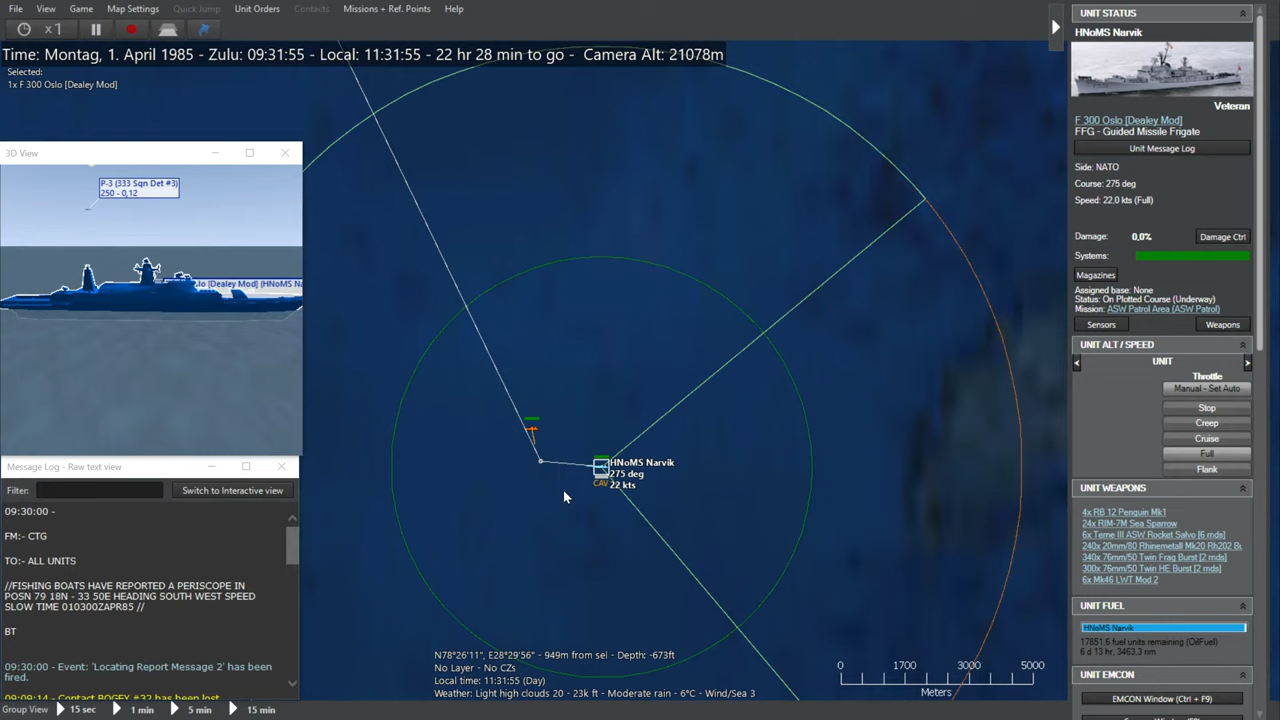 File View Game Map Settings Quick Jump Unit Orders Contacts Missions + Ref. Points Help
x 1
Time: Montag, 1. April 1985 - Zulu: 09:31:55 - Local: 11:31:55 - 22 hr 28 min to go - Camera Alt: 21078m
Selected:
1x F 300 Oslo [Dealey Mod]
3D View
P-3 (333 Sqn Det #3)
250 - 0,12
lo [Dealey Mod] (HNoMS Na
Message Log - Raw text view
Filter:
Switch to Interactive view
09:30:00 -
FM:- CTG
TO:- ALL UNITS
//FISHING BOATS HAVE REPORTED A PERISCOPE IN
POSN 79 18N - 33 50E HEADING SOUTH WEST SPEED
SLOW TIME 010300ZAPR85 //
BT
09:30:00 - Event: 'Locating Report Message 2' has been
fired.
09:09:14 - Contact BOGEY #32 has been lost.
Group View 15 sec 1 min 5 min 15 min
HNoMS Narvik
275 deg
22 kts
CAV
N78°26'11", E28°29'56" - 949m from sel - Depth: -673ft
No Layer - No CZs
Local time: 11:31:55 (Day)
Weather: Light high clouds 20 - 23k ft - Moderate rain - 6°C - Wind/Sea 3
0 1700 3000 5000
Meters
UNIT STATUS
HNoMS Narvik
Veteran
F 300 Oslo [Dealey Mod]
FFG - Guided Missile Frigate
Unit Message Log
Side: NATO
Course: 275 deg
Speed: 22.0 kts (Full)
Damage: 0,0% Damage Ctrl
Systems:
Magazines
Assigned base: None
Status: On Plotted Course (Underway)
Mission: ASW Patrol Area (ASW Patrol)
Sensors Weapons
UNIT ALT / SPEED
UNIT
Throttle
Manual - Set Auto
Stop
Creep
Cruise
Full
Flank
UNIT WEAPONS
4x RB 12 Penguin Mk1
24x RIM-7M Sea Sparrow
6x Terne III ASW Rocket Salvo [6 rnds]
240x 20mm/80 Rheinmetall Mk20 Rh202 Bu
340x 76mm/50 Twin Frag Burst [2 rnds]
300x 76mm/50 Twin HE Burst [2 rnds]
6x Mk46 LWT Mod 2
UNIT FUEL
HNoMS Narvik
17851,6 fuel units remaining (OilFuel)
6 d 13 hr, 3463,3 nm
UNIT EMCON
EMCON Window (Ctrl + F9)